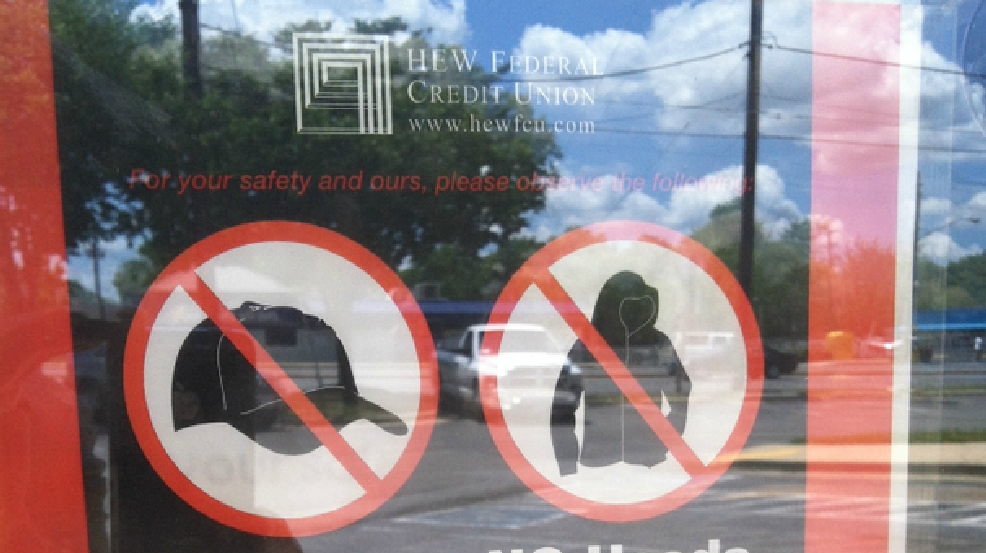 HEW FEDERAL
CREDIT UNION
www.hewfcu.com
For your safety and ours, please observe the following: